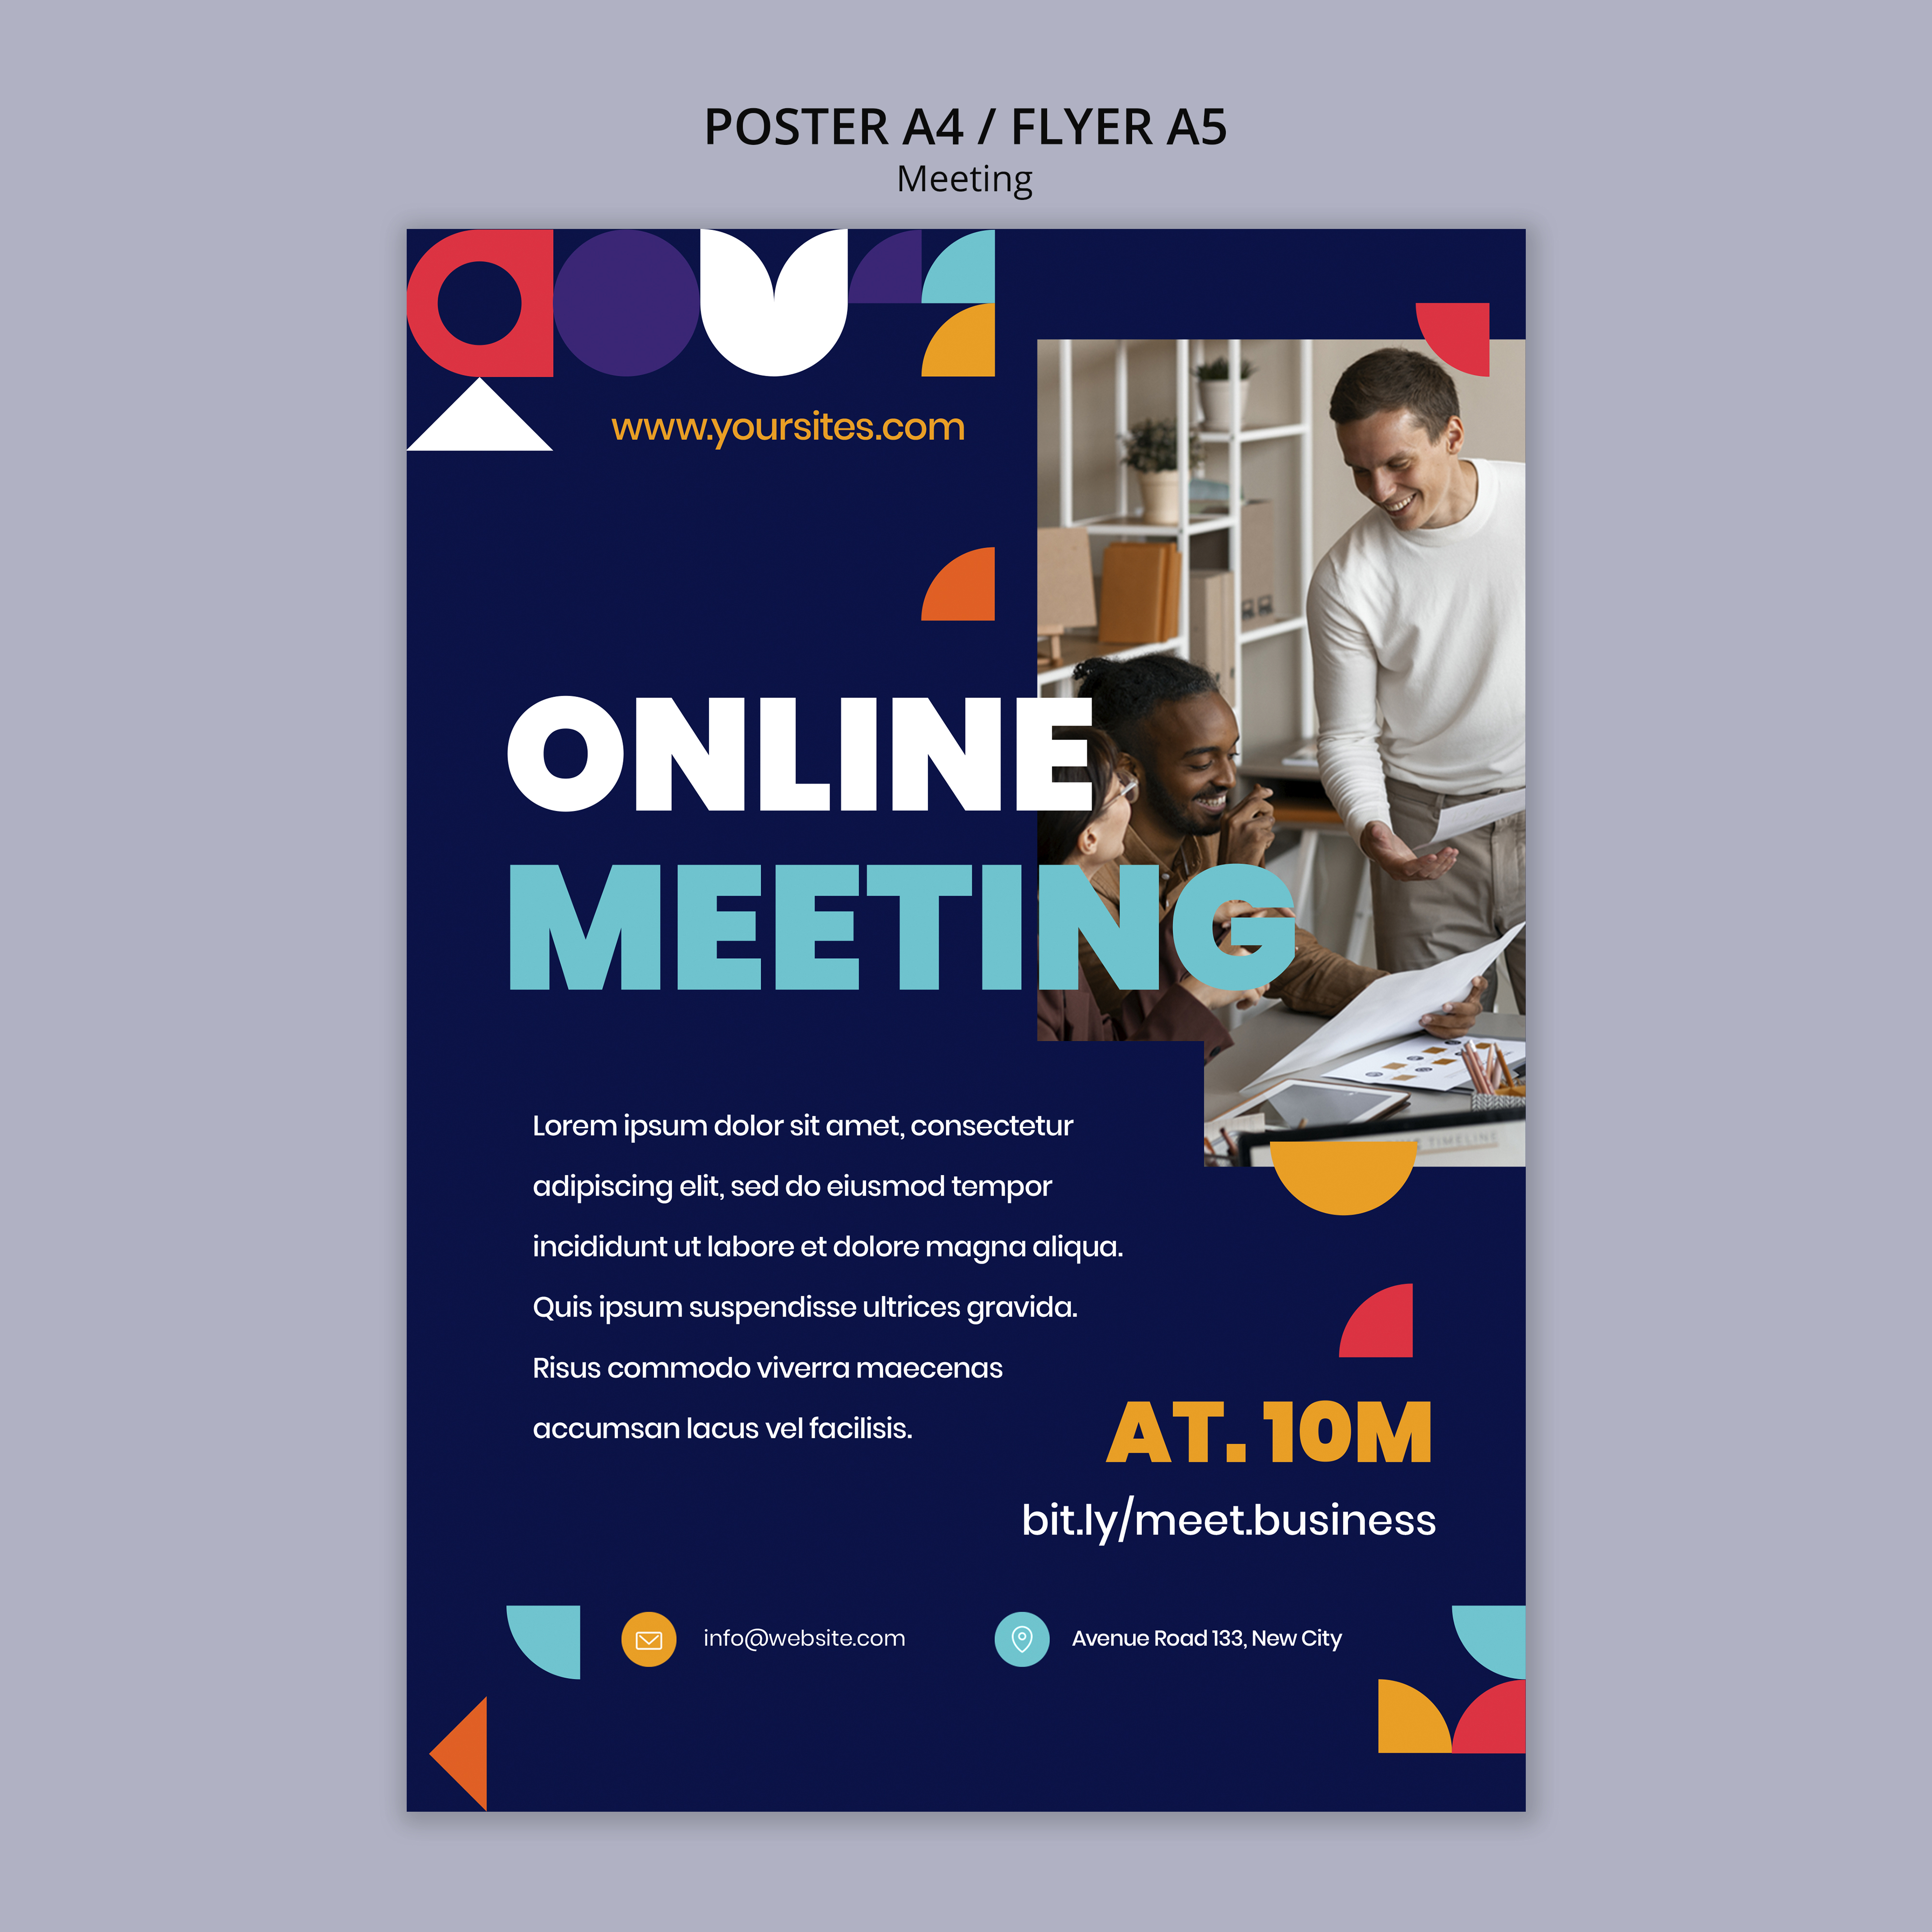 POSTER A4 / FLYER A5
Meeting
www.yoursites.com
ONLINE
MEETING
TIMELINE
Lorem ipsum dolor sit amet, consectetur
adipiscing elit, sed do eiusmod tempor
incididunt ut labore et dolore magna aliqua.
Quis ipsum suspendisse ultrices gravida.
Risus commodo viverra maecenas
accumsan lacus vel facilisis.
AT. 10M
bit.ly/meet.business
info@website.com
Avenue Road 133, New City